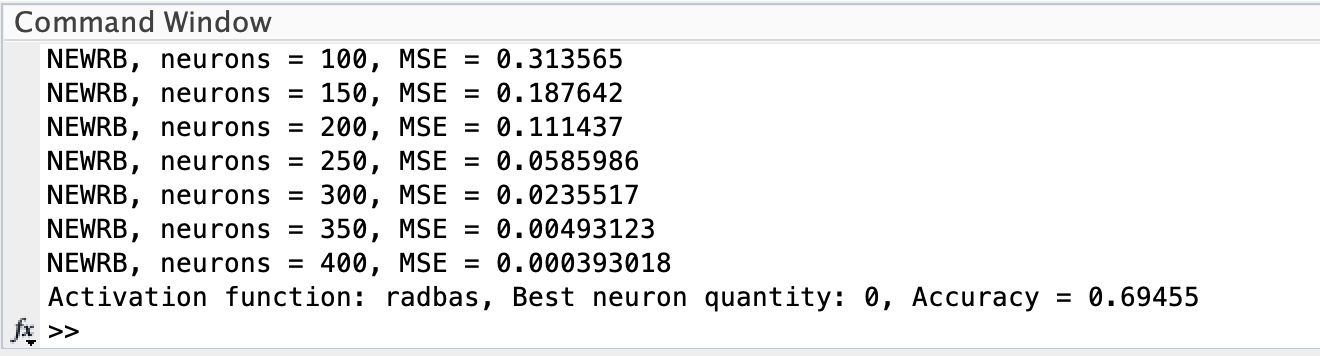 Command Window
NEWRB, neurons = 100, MSE = 0.313565
NEWRB, neurons = 150, MSE = 0.187642
NEWRB, neurons = 200, MSE = 0.111437
NEWRB, neurons = 250, MSE = 0.0585986
NEWRB, neurons = 300, MSE = 0.0235517
NEWRB, neurons = 350, MSE = 0.00493123
NEWRB, neurons = 400, MSE = 0.000393018
Activation function: radbas, Best neuron quantity: 0, Accuracy = 0.69455
fx >>